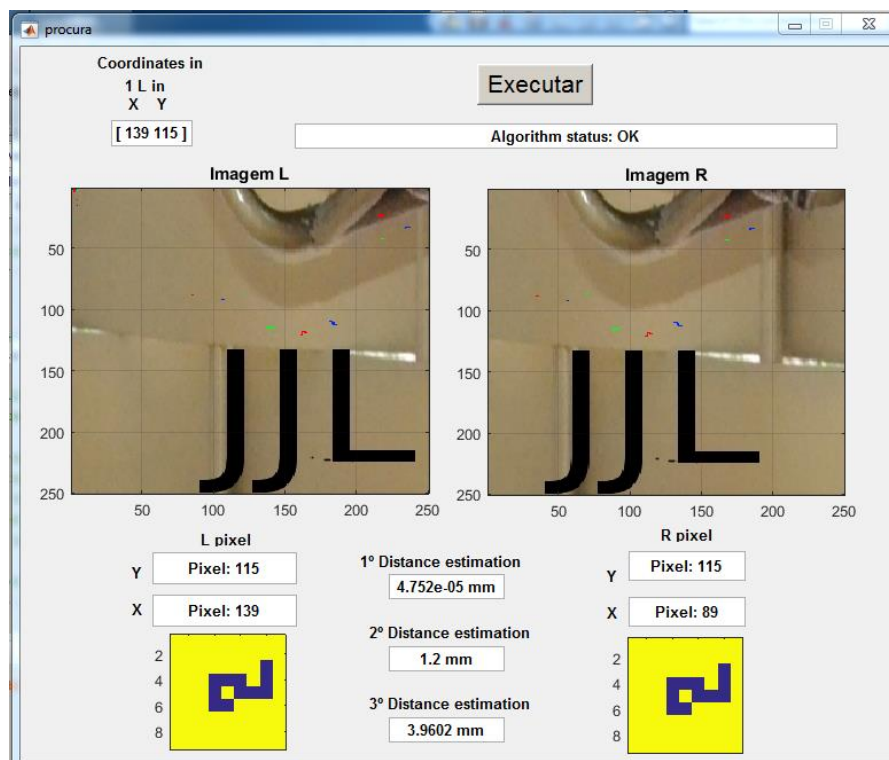 procura
Coordinates in
1 L in
X Y
[ 139 115 ]
Executar
Algorithm status: OK
Imagem L
Imagem R
50
100
150
200
250
50
100
150
200
250
JJL
50
100
150
200
250
50
100
150
200
250
JJL
L pixel
Y
Pixel: 115
X
Pixel: 139
2
4
6
8
1º Distance estimation
4.752e-05 mm
2º Distance estimation
1.2 mm
3º Distance estimation
3.9602 mm
R pixel
Y
Pixel: 115
X
Pixel: 89
2
4
6
8